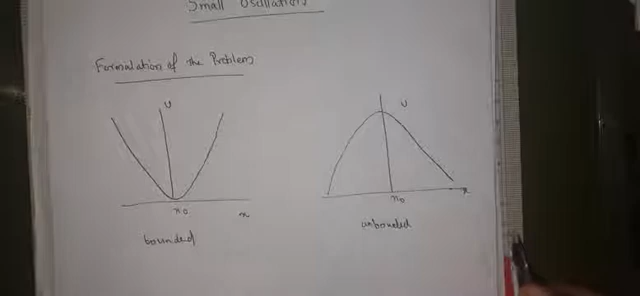 Small Oscillations
Formulation of the Problem
U
U
x0
x
x0
x
bounded
unbounded